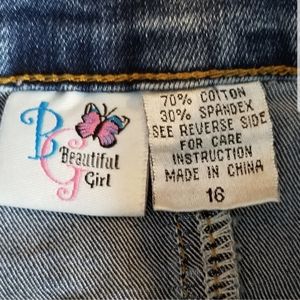 BG
Beautiful
Girl
70% COTTON
30% SPANDEX
SEE REVERSE SIDE
FOR CARE
INSTRUCTION
MADE IN CHINA
16